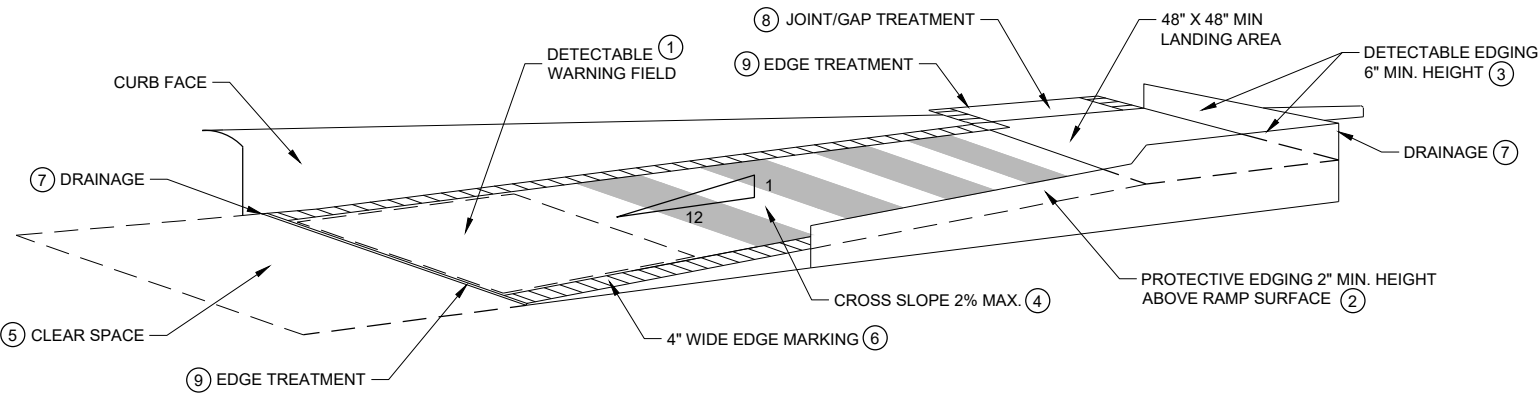 ⑧ JOINT/GAP TREATMENT
48" X 48" MIN
LANDING AREA
DETECTABLE ①
WARNING FIELD
⑨ EDGE TREATMENT
DETECTABLE EDGING
6" MIN. HEIGHT ③
CURB FACE
DRAINAGE ⑦
⑦ DRAINAGE
1
12
PROTECTIVE EDGING 2" MIN. HEIGHT
ABOVE RAMP SURFACE ②
CROSS SLOPE 2% MAX. ④
⑤ CLEAR SPACE
4" WIDE EDGE MARKING ⑥
⑨ EDGE TREATMENT